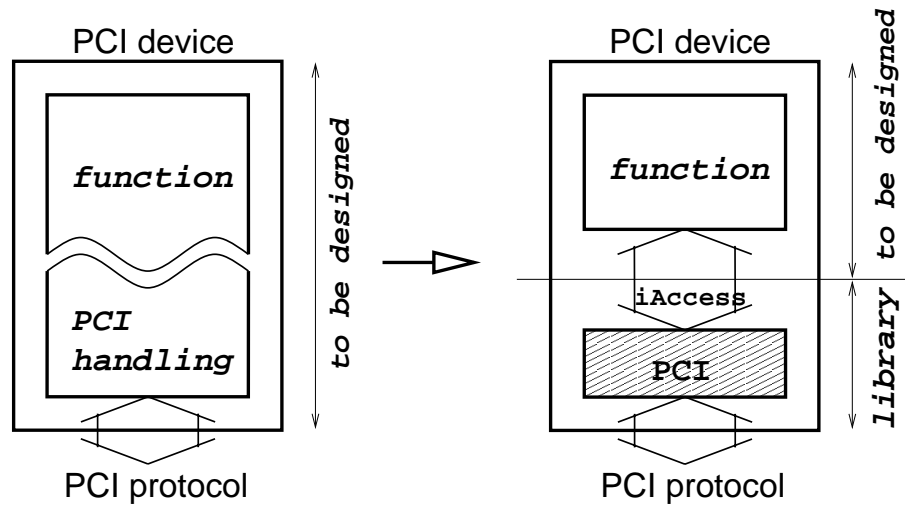 PCI device
function
PCI
handling
to be designed
PCI protocol
PCI device
function
iAccess
PCI
to be designed
library
PCI protocol